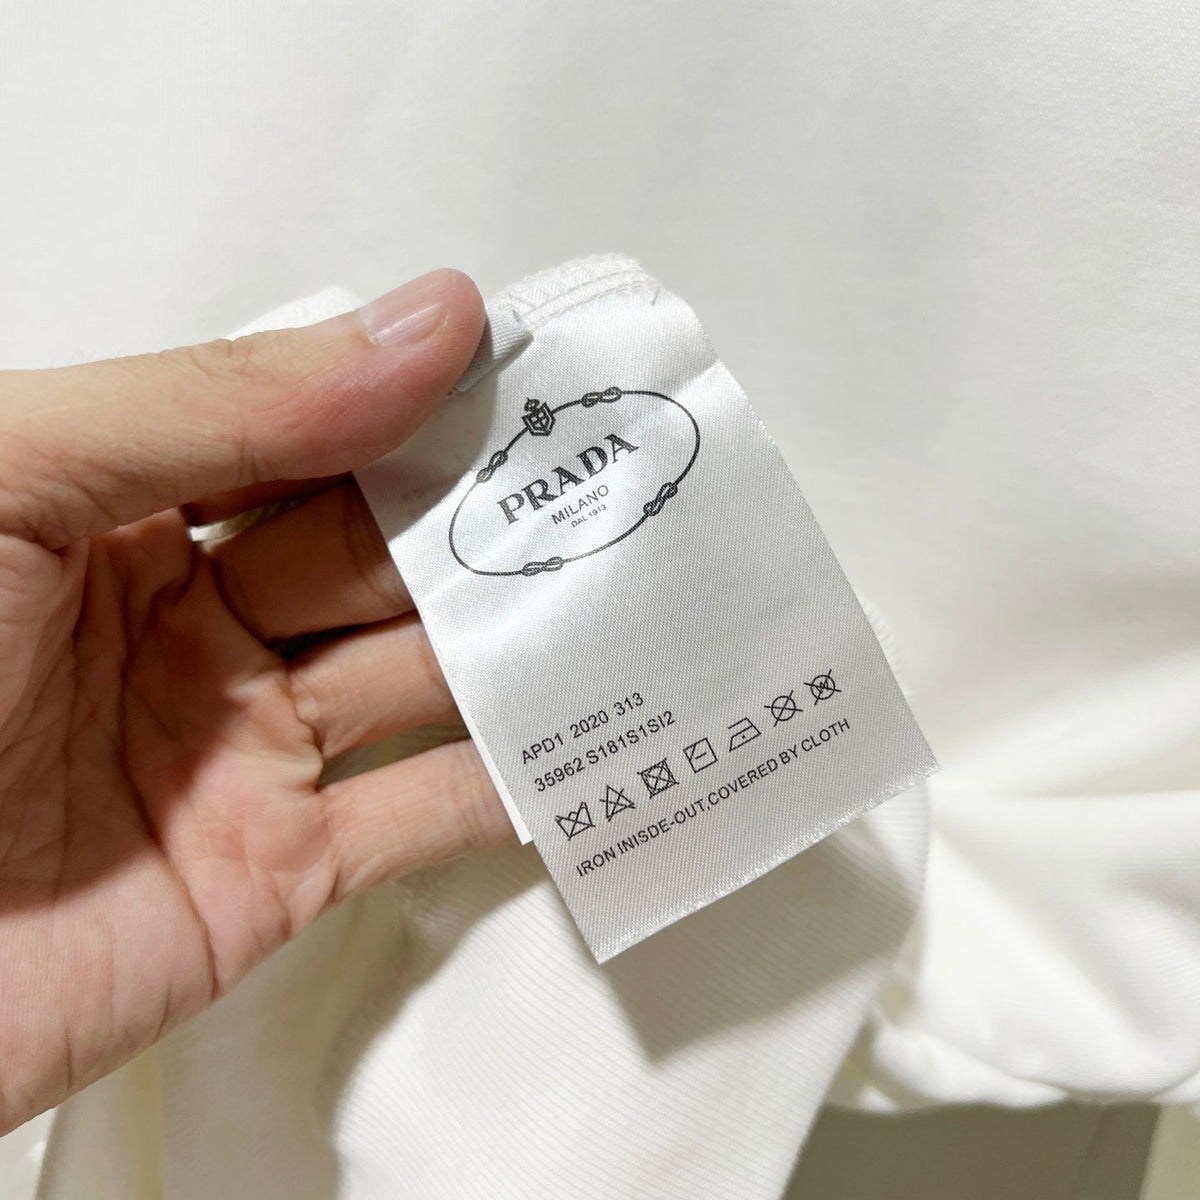 PRADA
MILANO
DAL 1913
APD1 2020 313
35962 S181S1SI2
IRON INISDE-OUT,COVERED BY CLOTH